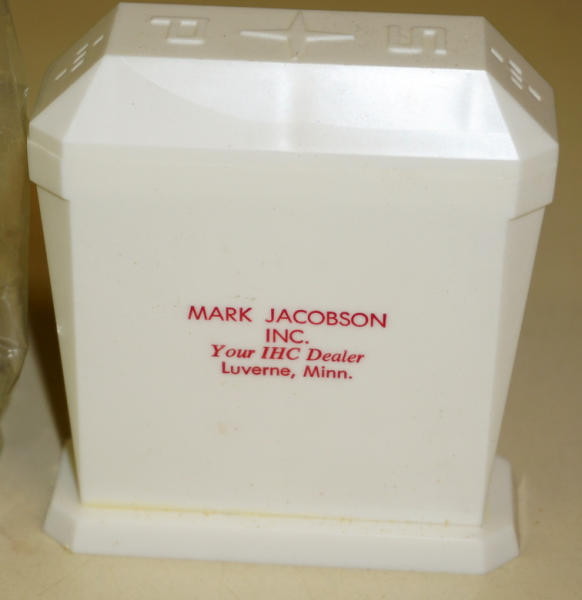 P S
MARK JACOBSON
INC.
Your IHC Dealer
Luverne, Minn.